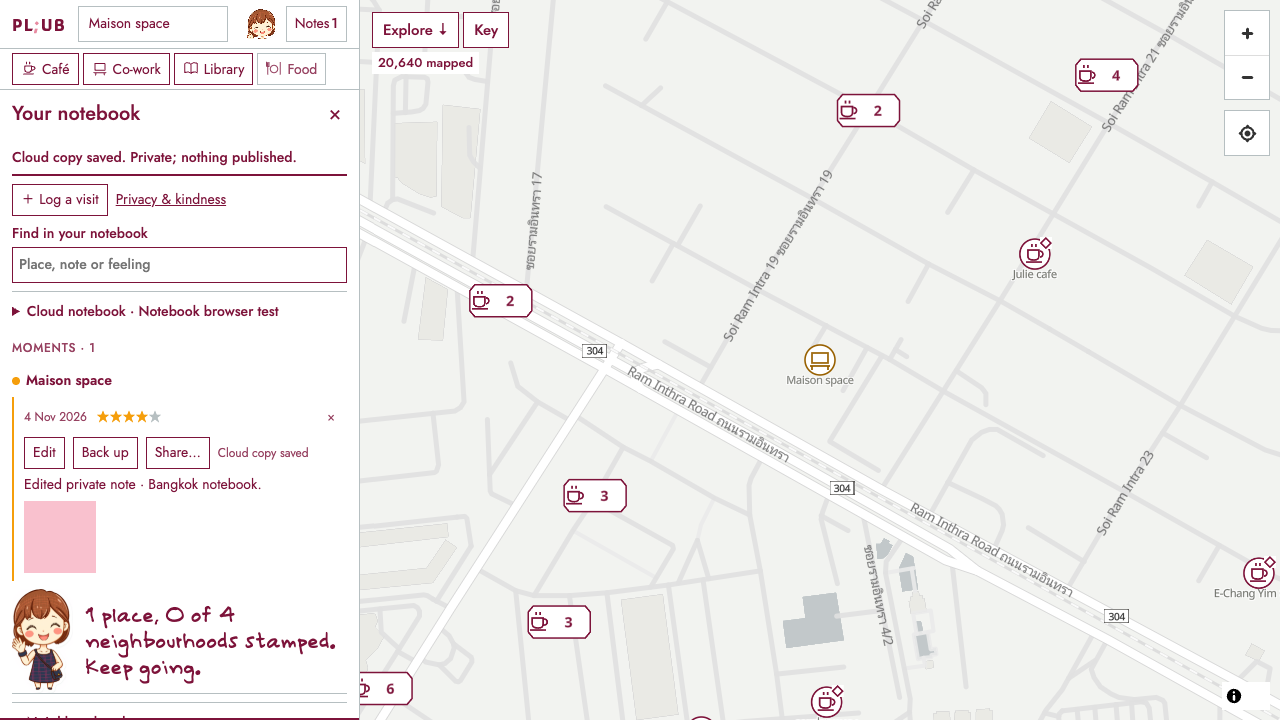 PL:UB
Maison space
Notes 1
Café
Co-work
Library
Food
Your notebook
×
Cloud copy saved. Private; nothing published.
+ Log a visit
Privacy & kindness
Find in your notebook
Place, note or feeling
Cloud notebook · Notebook browser test
MOMENTS · 1
Maison space
4 Nov 2026
×
Edit
Back up
Share...
Cloud copy saved
Edited private note · Bangkok notebook.
1 place, 0 of 4
neighbourhoods stamped.
Keep going.
Explore ↓
Key
20,640 mapped
+
−
4
2
ซอยรามอินทรา 17
Soi Ram Intra 19 ซอยรามอินทรา 19
Soi Ram Intra 21 ซอยรามอินทรา
Julie cafe
2
304
Maison space
Ram Inthra Road ถนนรามอินทรา
3
304
Soi Ram Intra 23
Ram Inthra Road ถนนรามอินทรา
ซอยรามอินทรา 4/2
E-Chang Yim
3
304
6